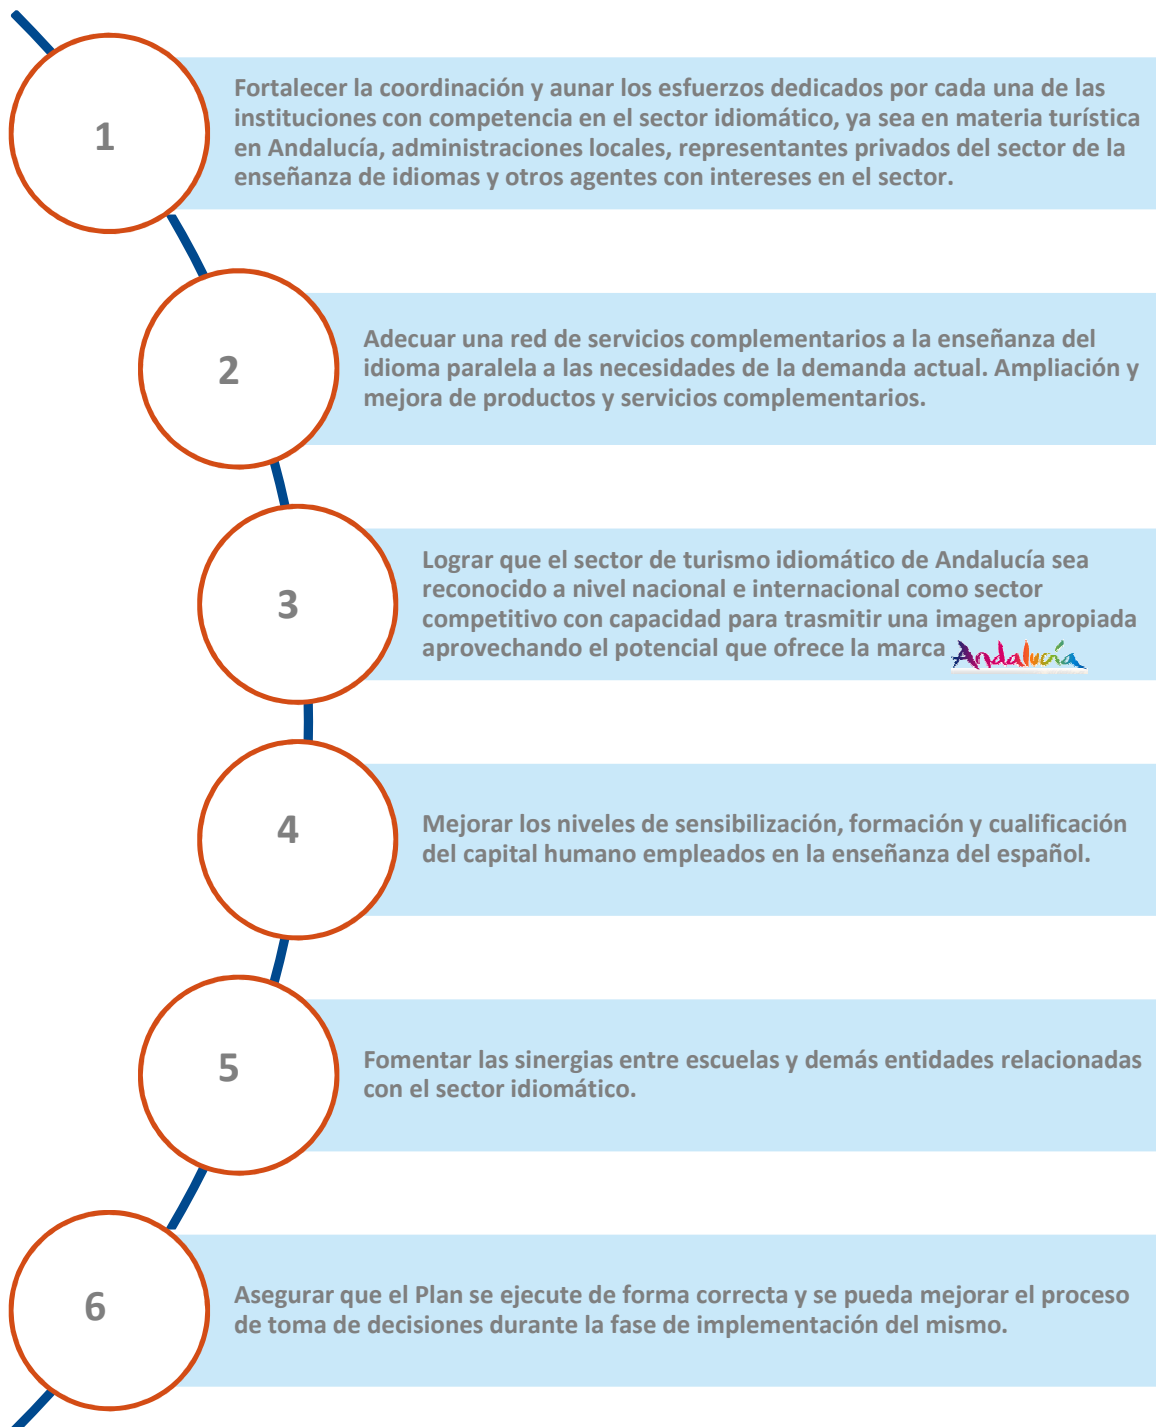 1
Fortalecer la coordinación y aunar los esfuerzos dedicados por cada una de las
instituciones con competencia en el sector idiomático, ya sea en materia turística
en Andalucía, administraciones locales, representantes privados del sector de la
enseñanza de idiomas y otros agentes con intereses en el sector.
2
Adecuar una red de servicios complementarios a la enseñanza del
idioma paralela a las necesidades de la demanda actual. Ampliación y
mejora de productos y servicios complementarios.
3
Lograr que el sector de turismo idiomático de Andalucía sea
reconocido a nivel nacional e internacional como sector
competitivo con capacidad para trasmitir una imagen apropiada
aprovechando el potencial que ofrece la marca Andalucía
4
Mejorar los niveles de sensibilización, formación y cualificación
del capital humano empleados en la enseñanza del español.
5
Fomentar las sinergias entre escuelas y demás entidades relacionadas
con el sector idiomático.
6
Asegurar que el Plan se ejecute de forma correcta y se pueda mejorar el proceso
de toma de decisiones durante la fase de implementación del mismo.